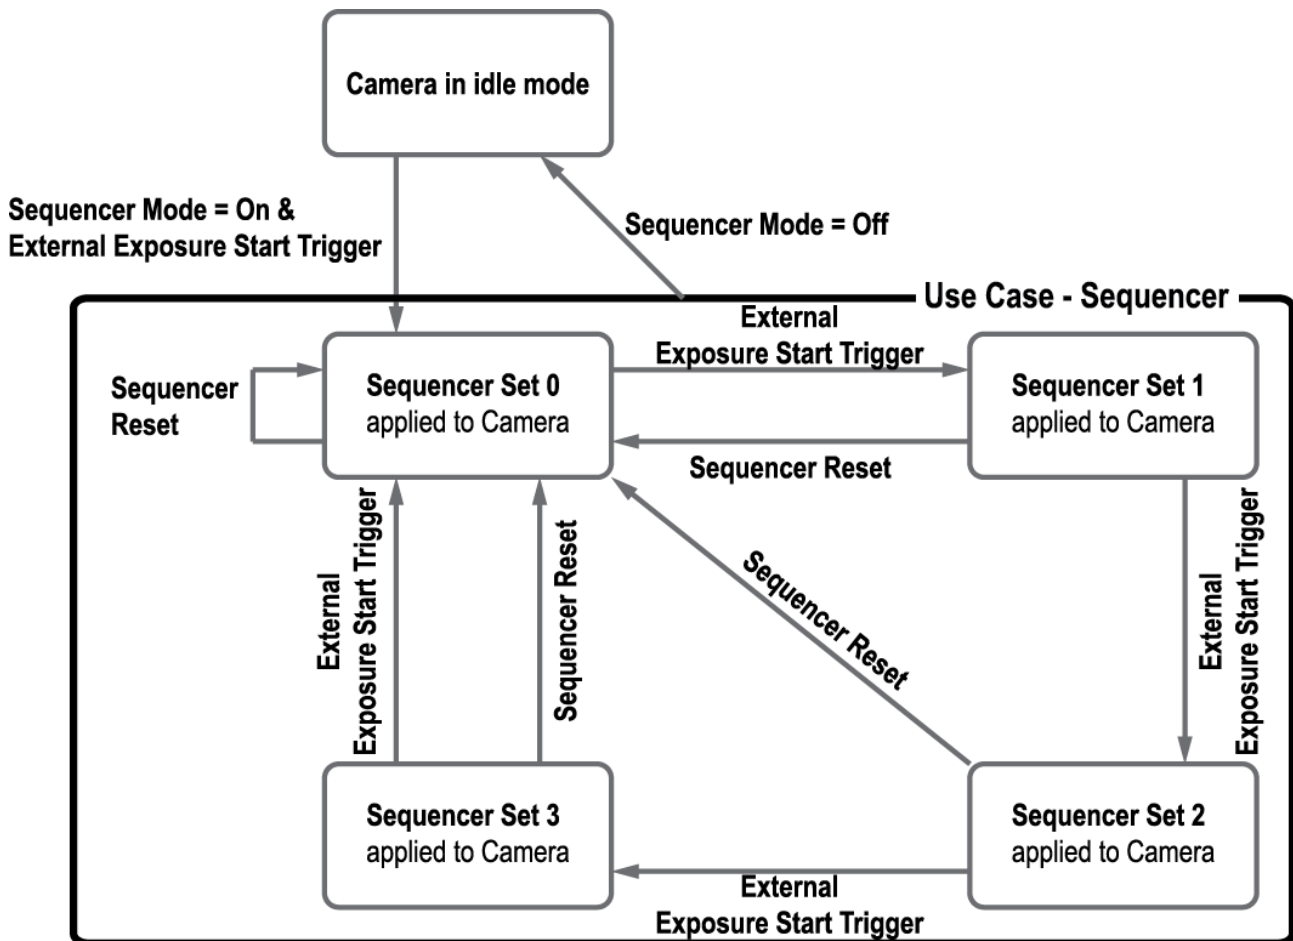 Camera in idle mode
Sequencer Mode = On &
External Exposure Start Trigger
Sequencer Mode = Off
Use Case - Sequencer
External
Exposure Start Trigger
Sequencer
Reset
Sequencer Set 0
applied to Camera
Sequencer Set 1
applied to Camera
Sequencer Reset
External
Exposure Start Trigger
Sequencer Reset
Sequencer Reset
External
Exposure Start Trigger
Sequencer Set 3
applied to Camera
Sequencer Set 2
applied to Camera
External
Exposure Start Trigger